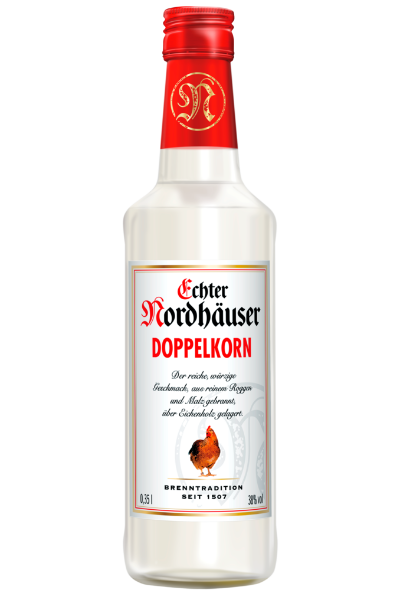 N
Echter
Nordhäuser
DOPPELKORN
Der reiche, würzige
Geschmack, aus reinem Roggen
und Malz gebrannt,
über Eichenholz gelagert.
BRENNTRADITION
SEIT 1507
0,35 l
38% vol